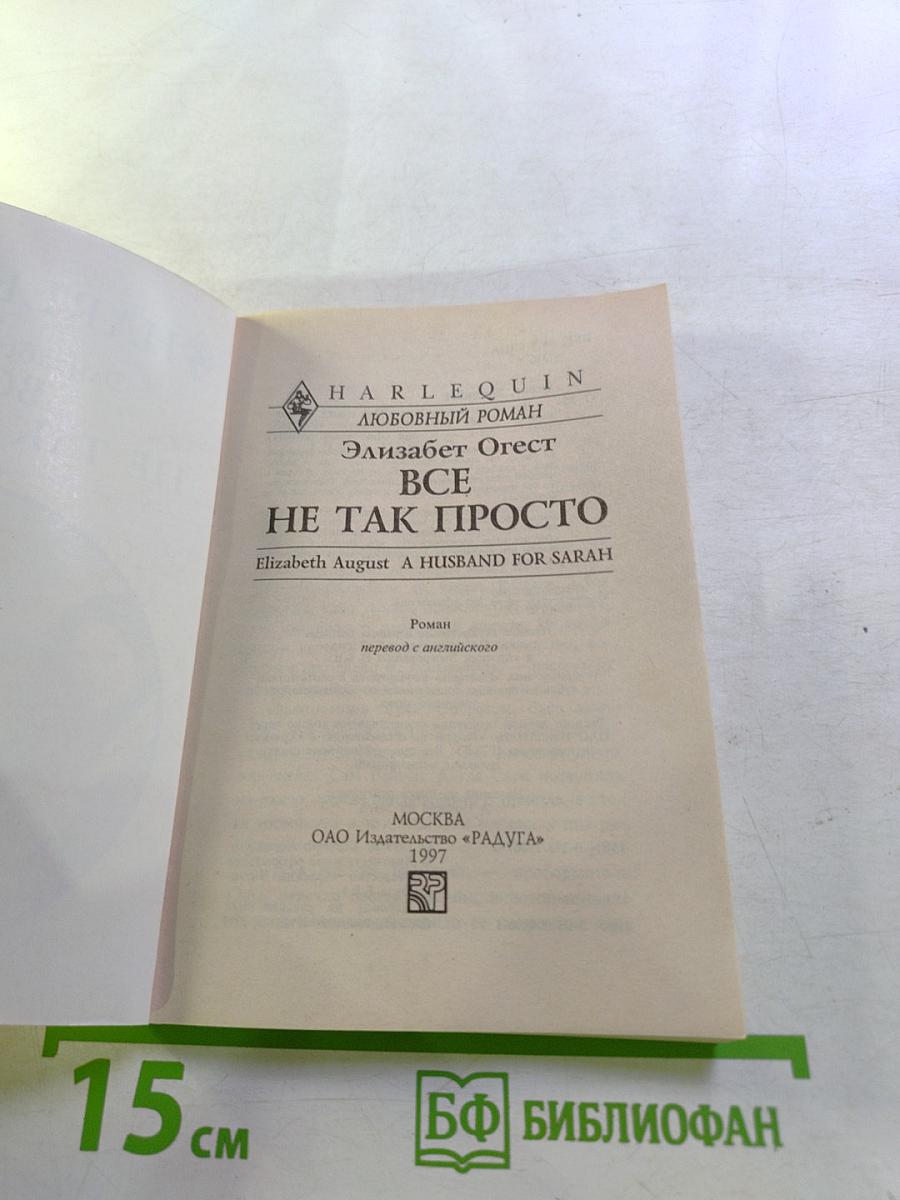 HARLEQUIN
ЛЮБОВНЫЙ РОМАН
Элизабет Огест
ВСЕ
НЕ ТАК ПРОСТО
Elizabeth August A HUSBAND FOR SARAH
Роман
перевод с английского
МОСКВА
ОАО Издательство «РАДУГА»
1997
15 см
БФ БИБЛИОФАН